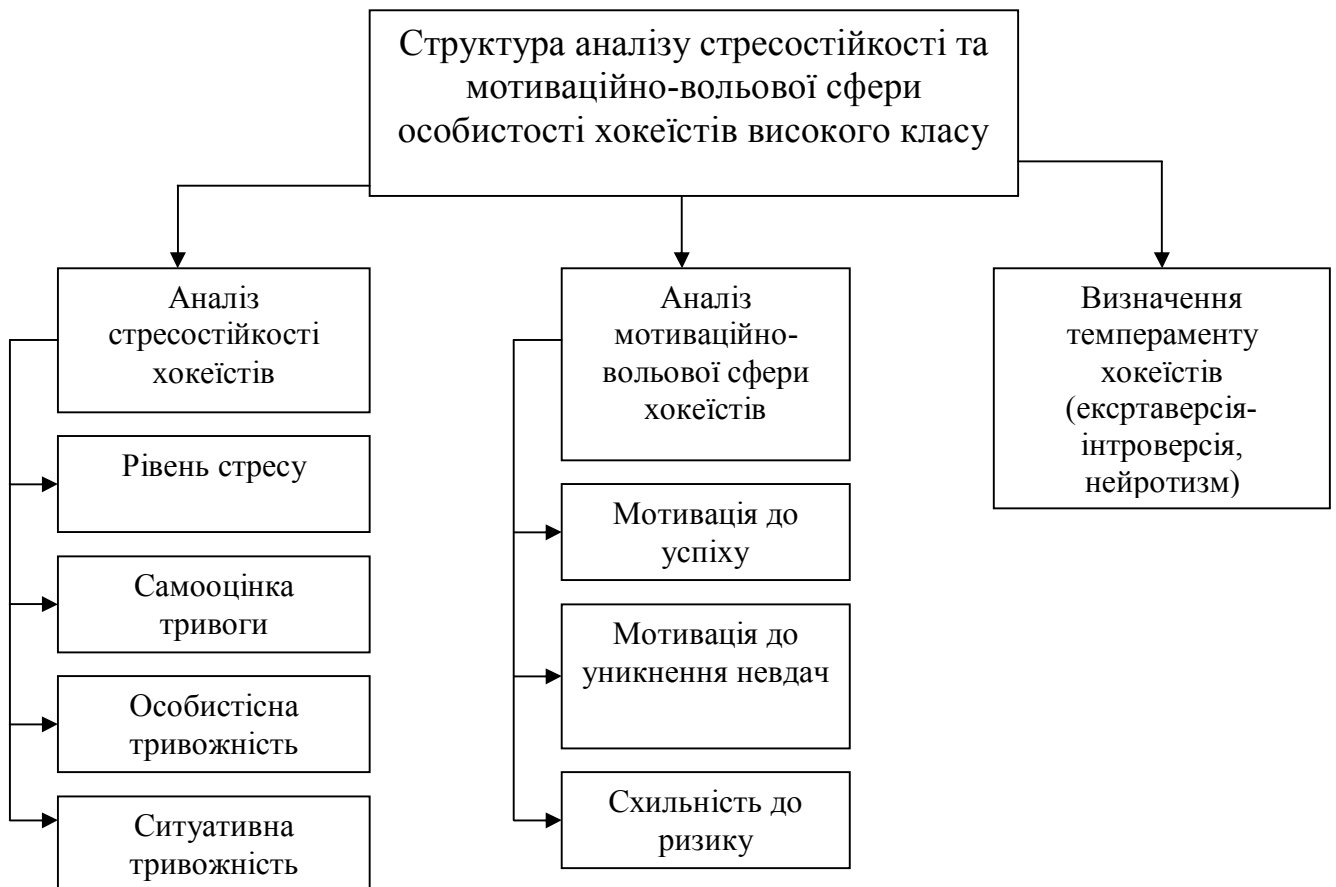 Структура аналізу стресостійкості та
мотиваційно-вольової сфери
особистості хокеїстів високого класу
Аналіз
стресостійкості
хокеїстів
Рівень стресу
Самооцінка
тривоги
Особистісна
тривожність
Ситуативна
тривожність
Аналіз
мотиваційно-
вольової сфери
хокеїстів
Мотивація до
успіху
Мотивація до
уникнення невдач
Схильність до
ризику
Визначення
темпераменту
хокеїстів
(ексртаверсія-
інтроверсія,
нейротизм)